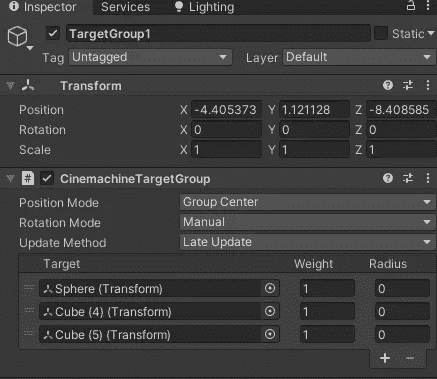 Inspector Services Lighting
TargetGroup1 Static
Tag Untagged Layer Default
Transform
Position X -4.405373 Y 1.121128 Z -8.408585
Rotation X 0 Y 0 Z 0
Scale X 1 Y 1 Z 1
# CinemachineTargetGroup
Position Mode Group Center
Rotation Mode Manual
Update Method Late Update
Target Weight Radius
Sphere (Transform) 1 0
Cube (4) (Transform) 1 0
Cube (5) (Transform) 1 0
+ −